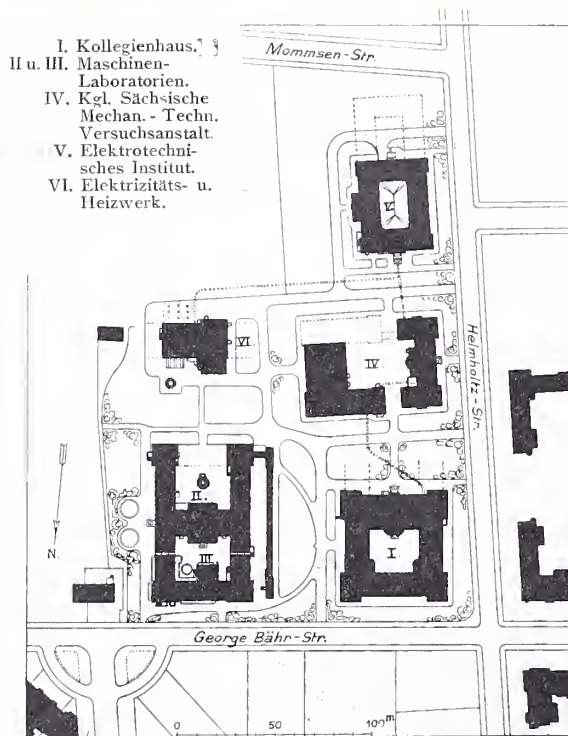 I. Kollegienhaus.
II u. III. Maschinen-
Laboratorien.
IV. Kgl. Sächsische
Mechan. - Techn.
Versuchsanstalt.
V. Elektrotechni-
sches Institut.
VI. Elektrizitäts- u.
Heizwerk.
Mommsen-Str.
V.
VI
IV
Helmholtz-Str.
II.
III
I.
N.
George Bähr-Str.
0 50 100 m